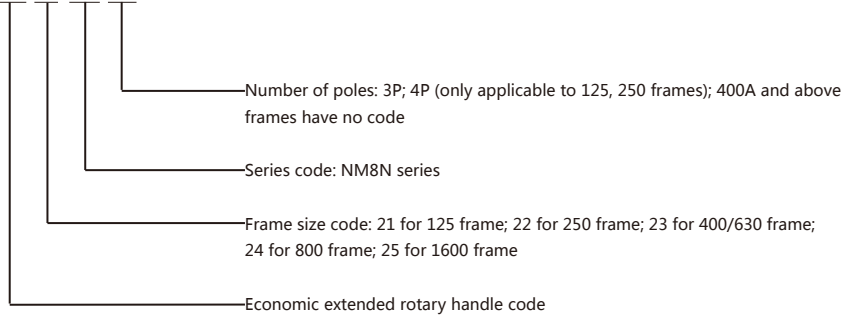 Number of poles: 3P; 4P (only applicable to 125, 250 frames); 400A and above
frames have no code
Series code: NM8N series
Frame size code: 21 for 125 frame; 22 for 250 frame; 23 for 400/630 frame;
24 for 800 frame; 25 for 1600 frame
Economic extended rotary handle code